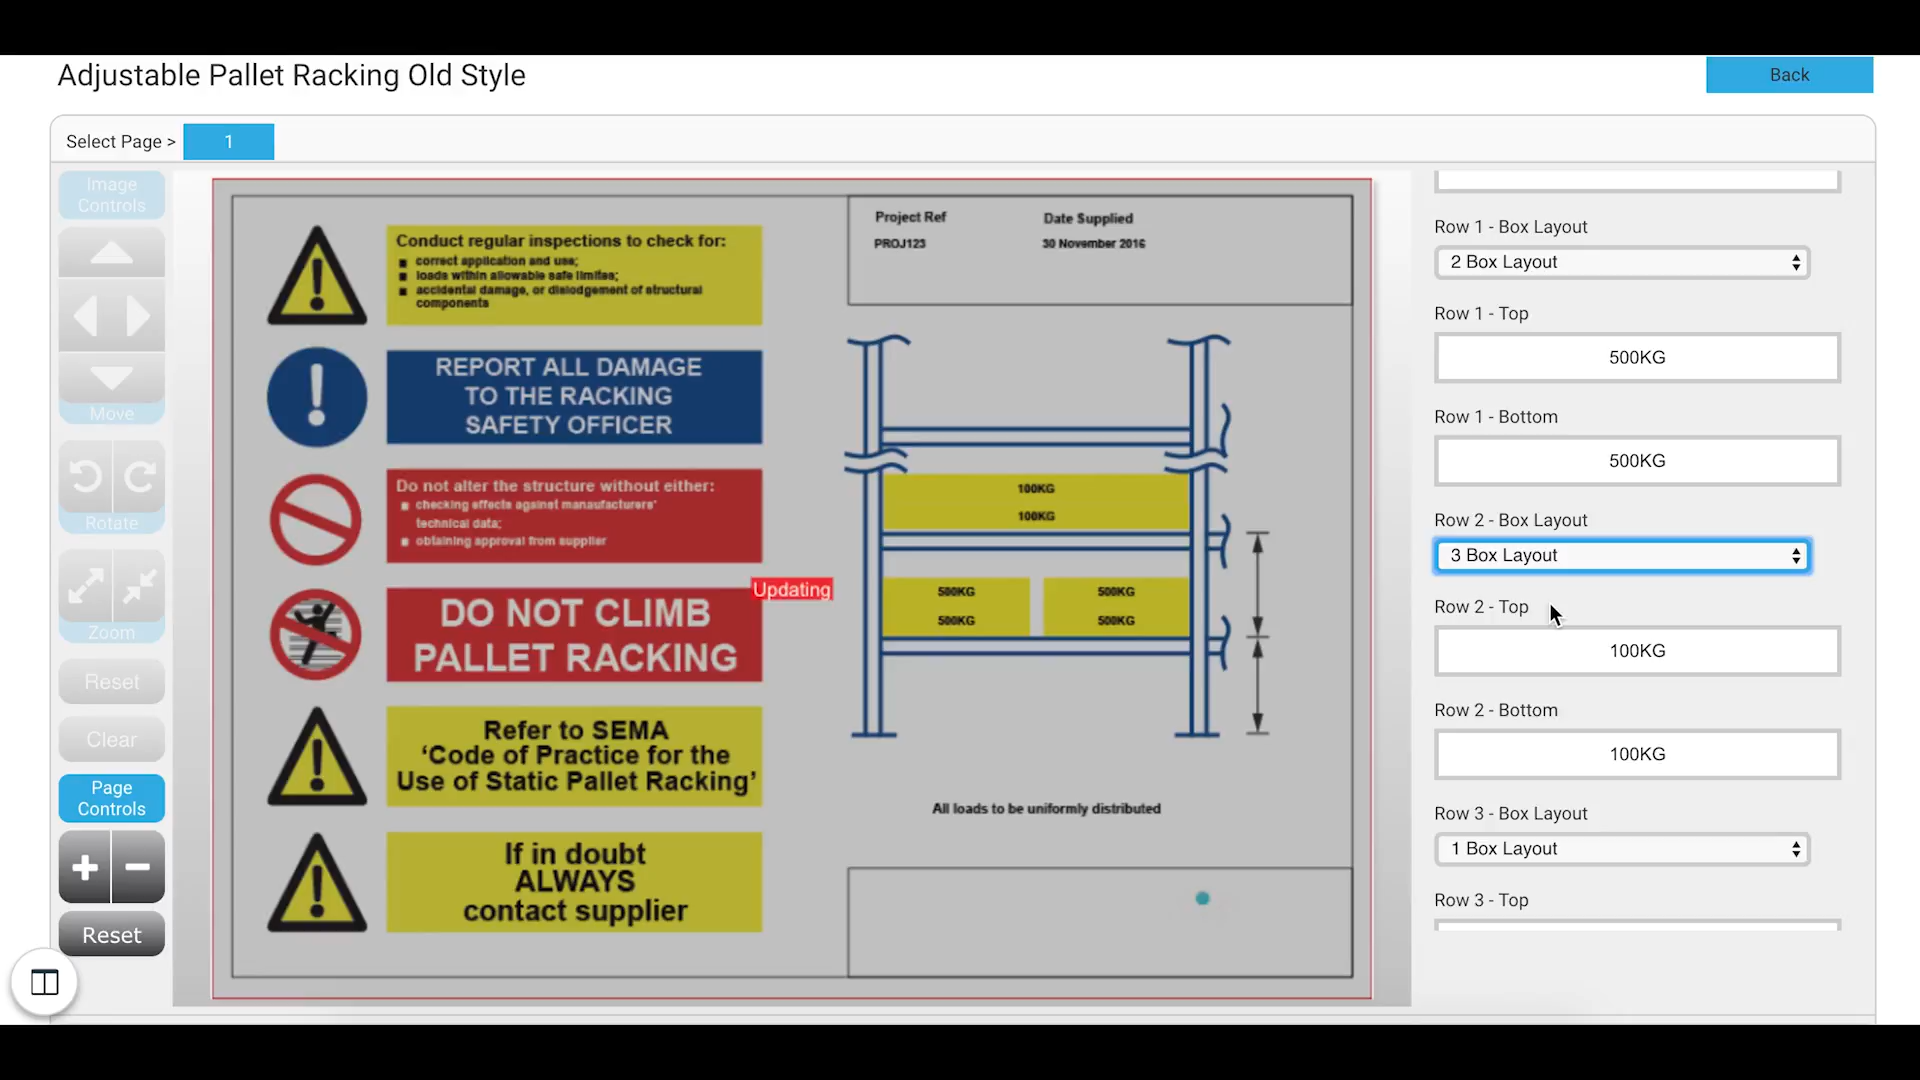 Adjustable Pallet Racking Old Style
Back
Select Page >
1
Image
Controls
Move
Rotate
Zoom
Reset
Clear
Page
Controls
Reset
Conduct regular inspections to check for:
correct application and use;
loads within allowable safe limites;
accidental damage, or dislodgement of structural
components
REPORT ALL DAMAGE
TO THE RACKING
SAFETY OFFICER
Do not alter the structure without either:
checking effects against manaufacturers'
technical data;
obtaining approval from supplier
DO NOT CLIMB
PALLET RACKING
Refer to SEMA
‘Code of Practice for the
Use of Static Pallet Racking’
If in doubt
ALWAYS
contact supplier
Updating
Project Ref
Date Supplied
PROJ123
30 November 2016
100KG
100KG
500KG
500KG
500KG
500KG
All loads to be uniformly distributed
Row 1 - Box Layout
2 Box Layout
Row 1 - Top
500KG
Row 1 - Bottom
500KG
Row 2 - Box Layout
3 Box Layout
Row 2 - Top
100KG
Row 2 - Bottom
100KG
Row 3 - Box Layout
1 Box Layout
Row 3 - Top